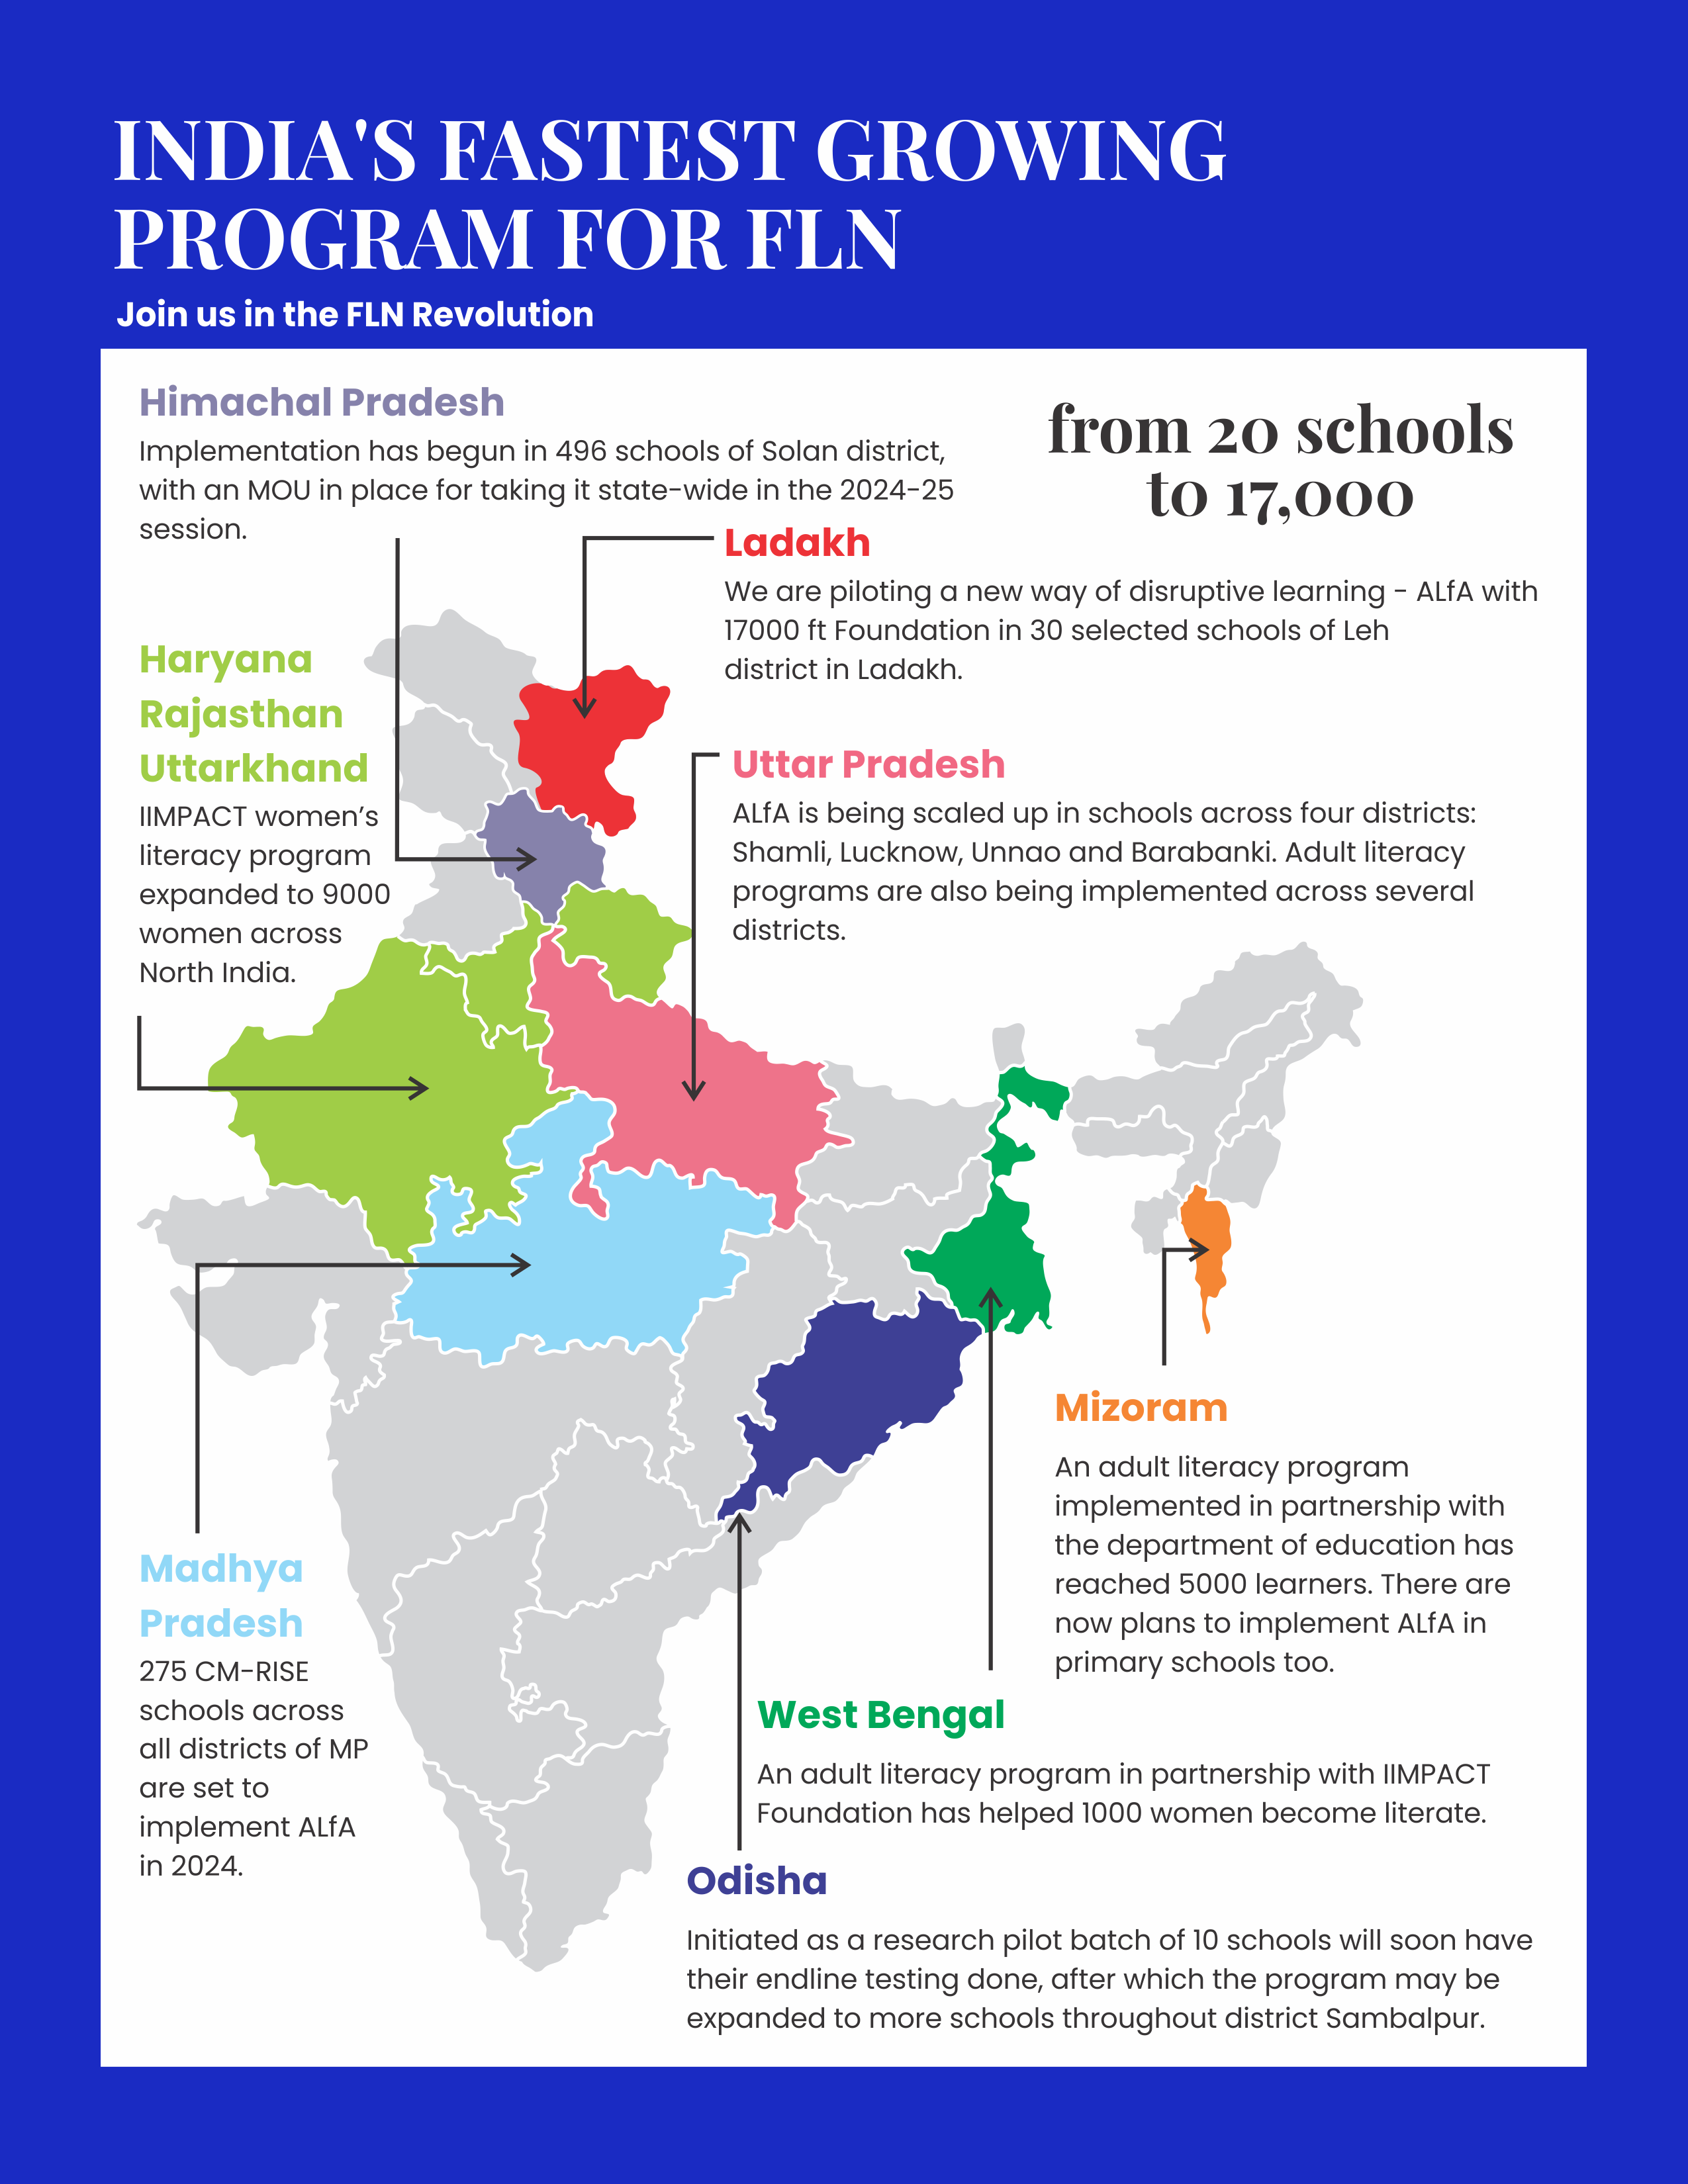 INDIA'S FASTEST GROWING
PROGRAM FOR FLN
Join us in the FLN Revolution
Himachal Pradesh
Implementation has begun in 496 schools of Solan district,
with an MOU in place for taking it state-wide in the 2024-25
session.
from 20 schools
to 17,000
Ladakh
We are piloting a new way of disruptive learning - ALfA with
17000 ft Foundation in 30 selected schools of Leh
district in Ladakh.
Haryana
Rajasthan
Uttarkhand
IIMPACT women’s
literacy program
expanded to 9000
women across
North India.
Uttar Pradesh
ALfA is being scaled up in schools across four districts:
Shamli, Lucknow, Unnao and Barabanki. Adult literacy
programs are also being implemented across several
districts.
Mizoram
An adult literacy program
implemented in partnership with
the department of education has
reached 5000 learners. There are
now plans to implement ALfA in
primary schools too.
Madhya
Pradesh
275 CM-RISE
schools across
all districts of MP
are set to
implement ALfA
in 2024.
West Bengal
An adult literacy program in partnership with IIMPACT
Foundation has helped 1000 women become literate.
Odisha
Initiated as a research pilot batch of 10 schools will soon have
their endline testing done, after which the program may be
expanded to more schools throughout district Sambalpur.